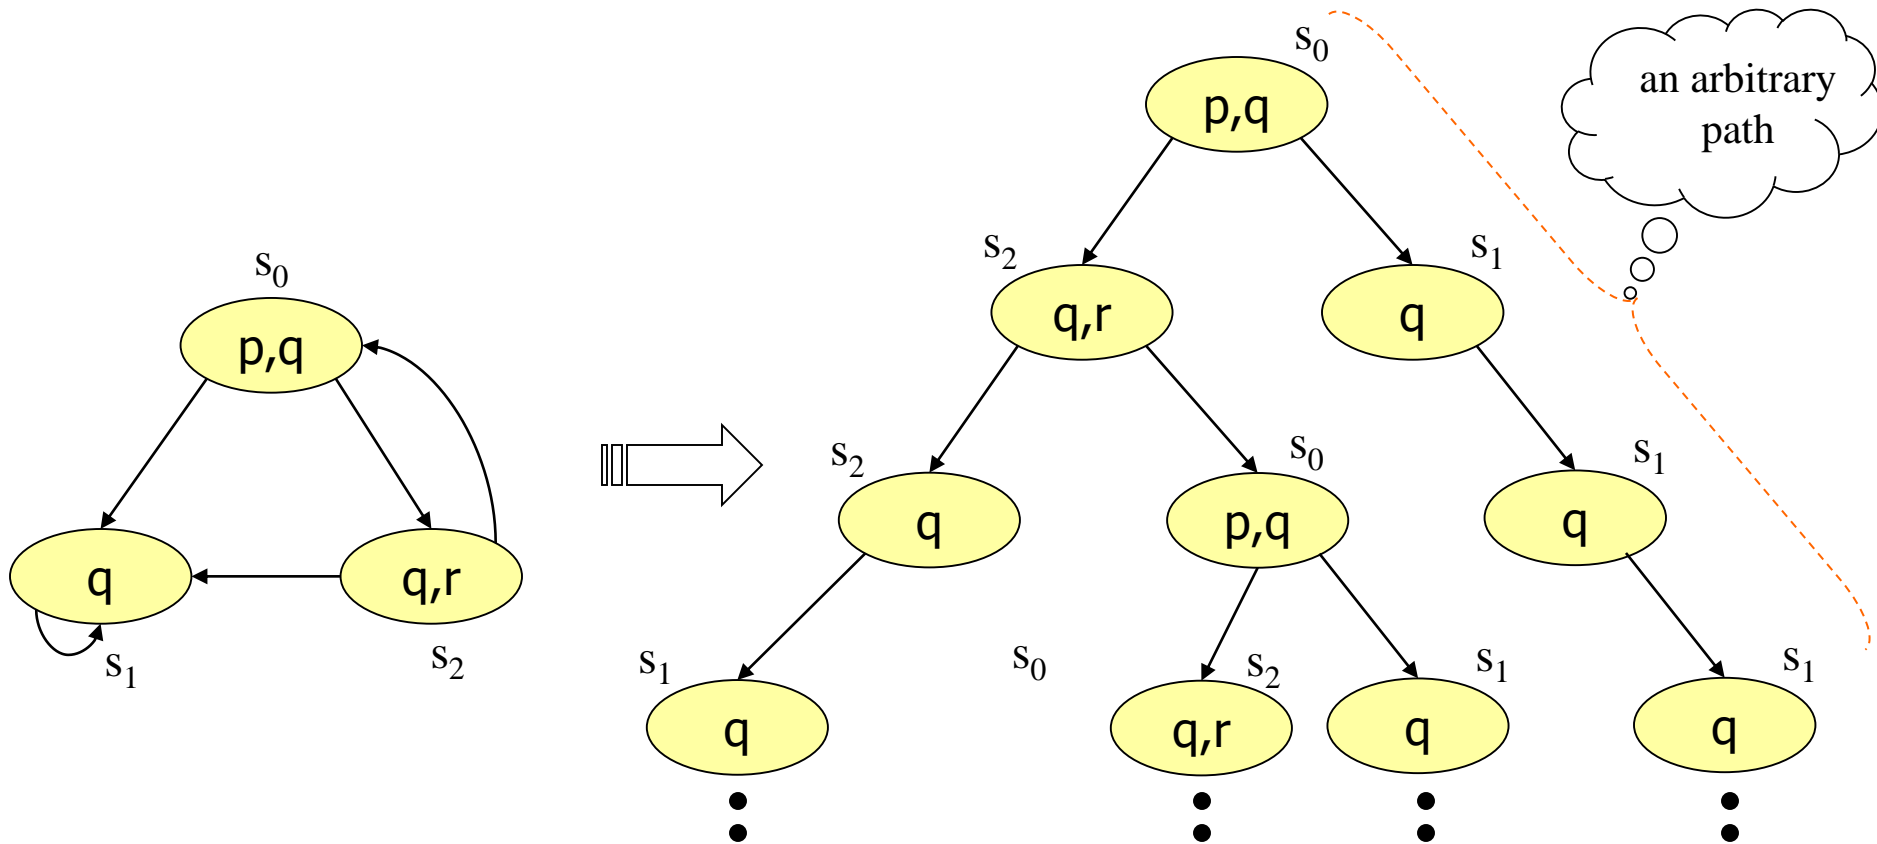 s0
p,q
q
s1
q,r
s2
s0
p,q
an arbitrary
path
s2
q,r
s1
q
s2
q
s0
p,q
s1
q
s1
q
s0
s2
q,r
s1
q
s1
q